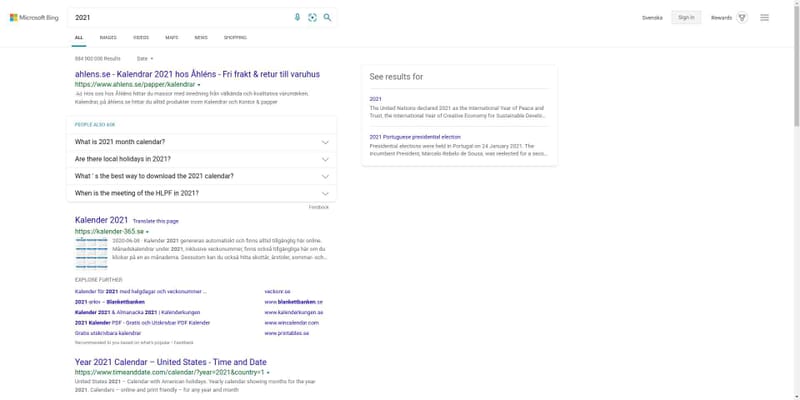 Microsoft Bing
2021
Svenska
Sign in
Rewards
ALL
IMAGES
VIDEOS
MAPS
NEWS
SHOPPING
984 000 000 Results
Date
ahlens.se - Kalendrar 2021 hos Åhléns - Fri frakt & retur till varuhus
https://www.ahlens.se/papper/kalendrar
Ad Hos oss hos Åhléns hittar du massor med inredning från välkända och kvalitativa varumärken.
Kalendrar, på åhlens.se hittar du alltid produkter inom Kalendrar och Kontor & papper
PEOPLE ALSO ASK
What is 2021 month calendar?
Are there local holidays in 2021?
What ' s the best way to download the 2021 calendar?
When is the meeting of the HLPF in 2021?
Feedback
Kalender 2021
Translate this page
https://kalender-365.se
2020-06-08 · Kalender 2021 genereras automatiskt och finns alltid tillgänglig här online.
Månadskalendrar under 2021, inklusive veckonummer, finns också tillgängliga här om du
klickar på en av månaderna. Dessutom kan du också hitta skottår, årstider, sommar- och...
EXPLORE FURTHER
Kalender för 2021 med helgdagar och veckonummer ...
veckonr.se
2021-arkiv – Blankettbanken
www.blankettbanken.se
Kalender 2021 & Almanacka 2021 | Kalenderkungen
www.kalenderkungen.se
2021 Kalender PDF - Gratis och Utskrivbar PDF Kalender
www.wincalendar.com
Gratis utskrivbara kalendrar
www.printables.se
Recommended to you based on what's popular • Feedback
Year 2021 Calendar – United States - Time and Date
https://www.timeanddate.com/calendar/?year=2021&country=1
United States 2021 – Calendar with American holidays. Yearly calendar showing months for the year
2021. Calendars – online and print friendly – for any year and month
See results for
2021
The United Nations declared 2021 as the International Year of Peace and
Trust, the International Year of Creative Economy for Sustainable Develo...
2021 Portuguese presidential election
Presidential elections were held in Portugal on 24 January 2021. The
incumbent President, Marcelo Rebelo de Sousa, was reelected for a seco...